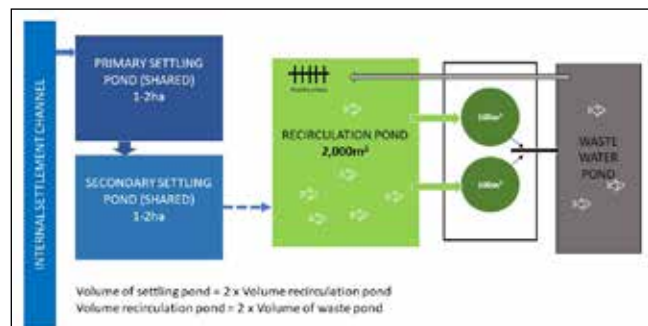 INTERNAL SETTLEMENT CHANNEL
PRIMARY SETTLING
POND (SHARED)
1-2ha
SECONDARY SETTLING
POND (SHARED)
1-2ha
RECIRCULATION POND
2,000m³
WASTE
WATER
POND
Volume of settling pond = 2 x Volume recirculation pond
Volume recirculation pond = 2 x Volume of waste pond